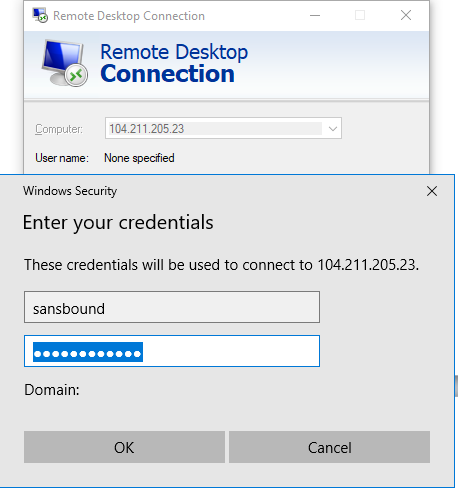 Remote Desktop Connection
Remote Desktop
Connection
Computer:
104.211.205.23
User name:
None specified
Windows Security
Enter your credentials
These credentials will be used to connect to 104.211.205.23.
sansbound
●●●●●●●●●●●●
Domain:
OK
Cancel